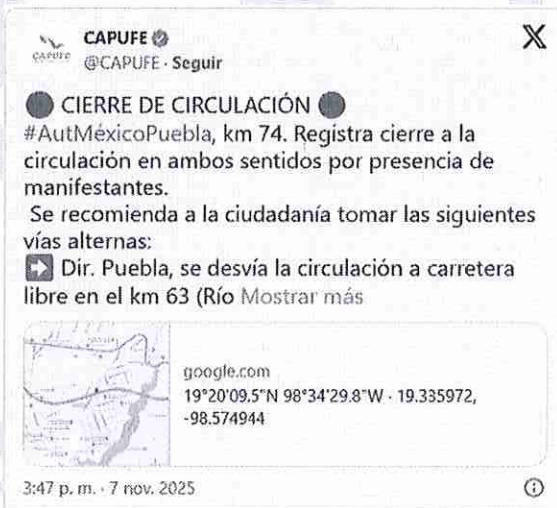 CAPUFE
CAPUFE
@CAPUFE · Seguir
CIERRE DE CIRCULACIÓN
#AutMéxicoPuebla, km 74. Registra cierre a la
circulación en ambos sentidos por presencia de
manifestantes.
Se recomienda a la ciudadanía tomar las siguientes
vías alternas:
Dir. Puebla, se desvía la circulación a carretera
libre en el km 63 (Río Mostrar más
google.com
19°20'09.5"N 98°34'29.8"W · 19.335972,
-98.574944
3:47 p. m. · 7 nov. 2025